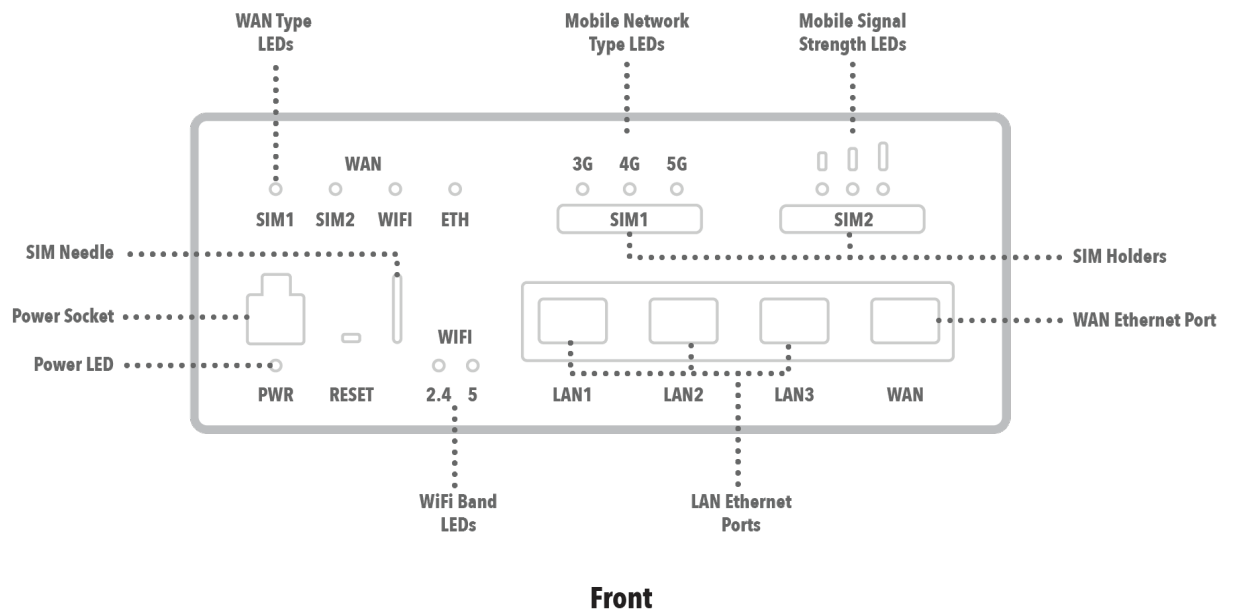 WAN Type
LEDs
Mobile Network
Type LEDs
Mobile Signal
Strength LEDs
WAN
3G 4G 5G
SIM1 SIM2 WIFI ETH
SIM1
SIM2
SIM Needle
SIM Holders
Power Socket
WAN Ethernet Port
WIFI
Power LED
PWR RESET 2.4 5 LAN1 LAN2 LAN3 WAN
WiFi Band
LEDs
LAN Ethernet
Ports
Front